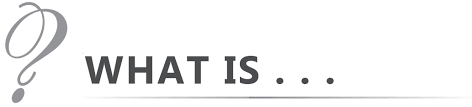 ? WHAT IS . . .